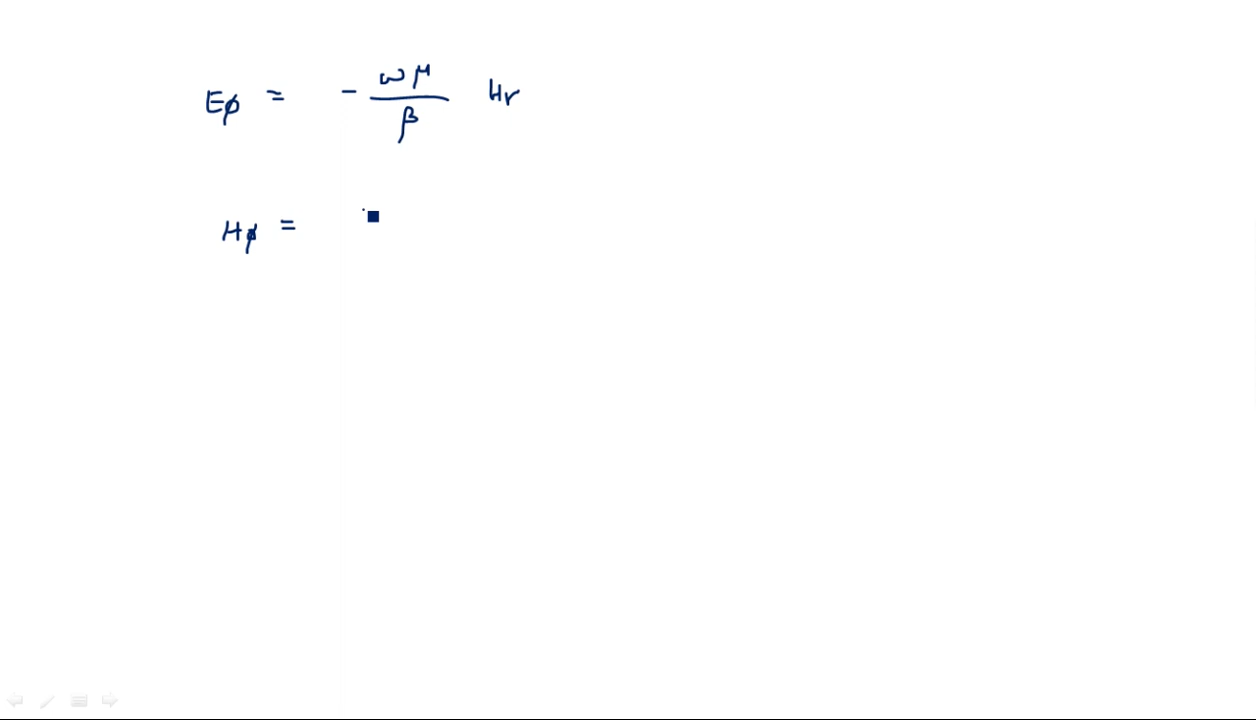 Eφ = - ωμ/β Hr
Hφ =